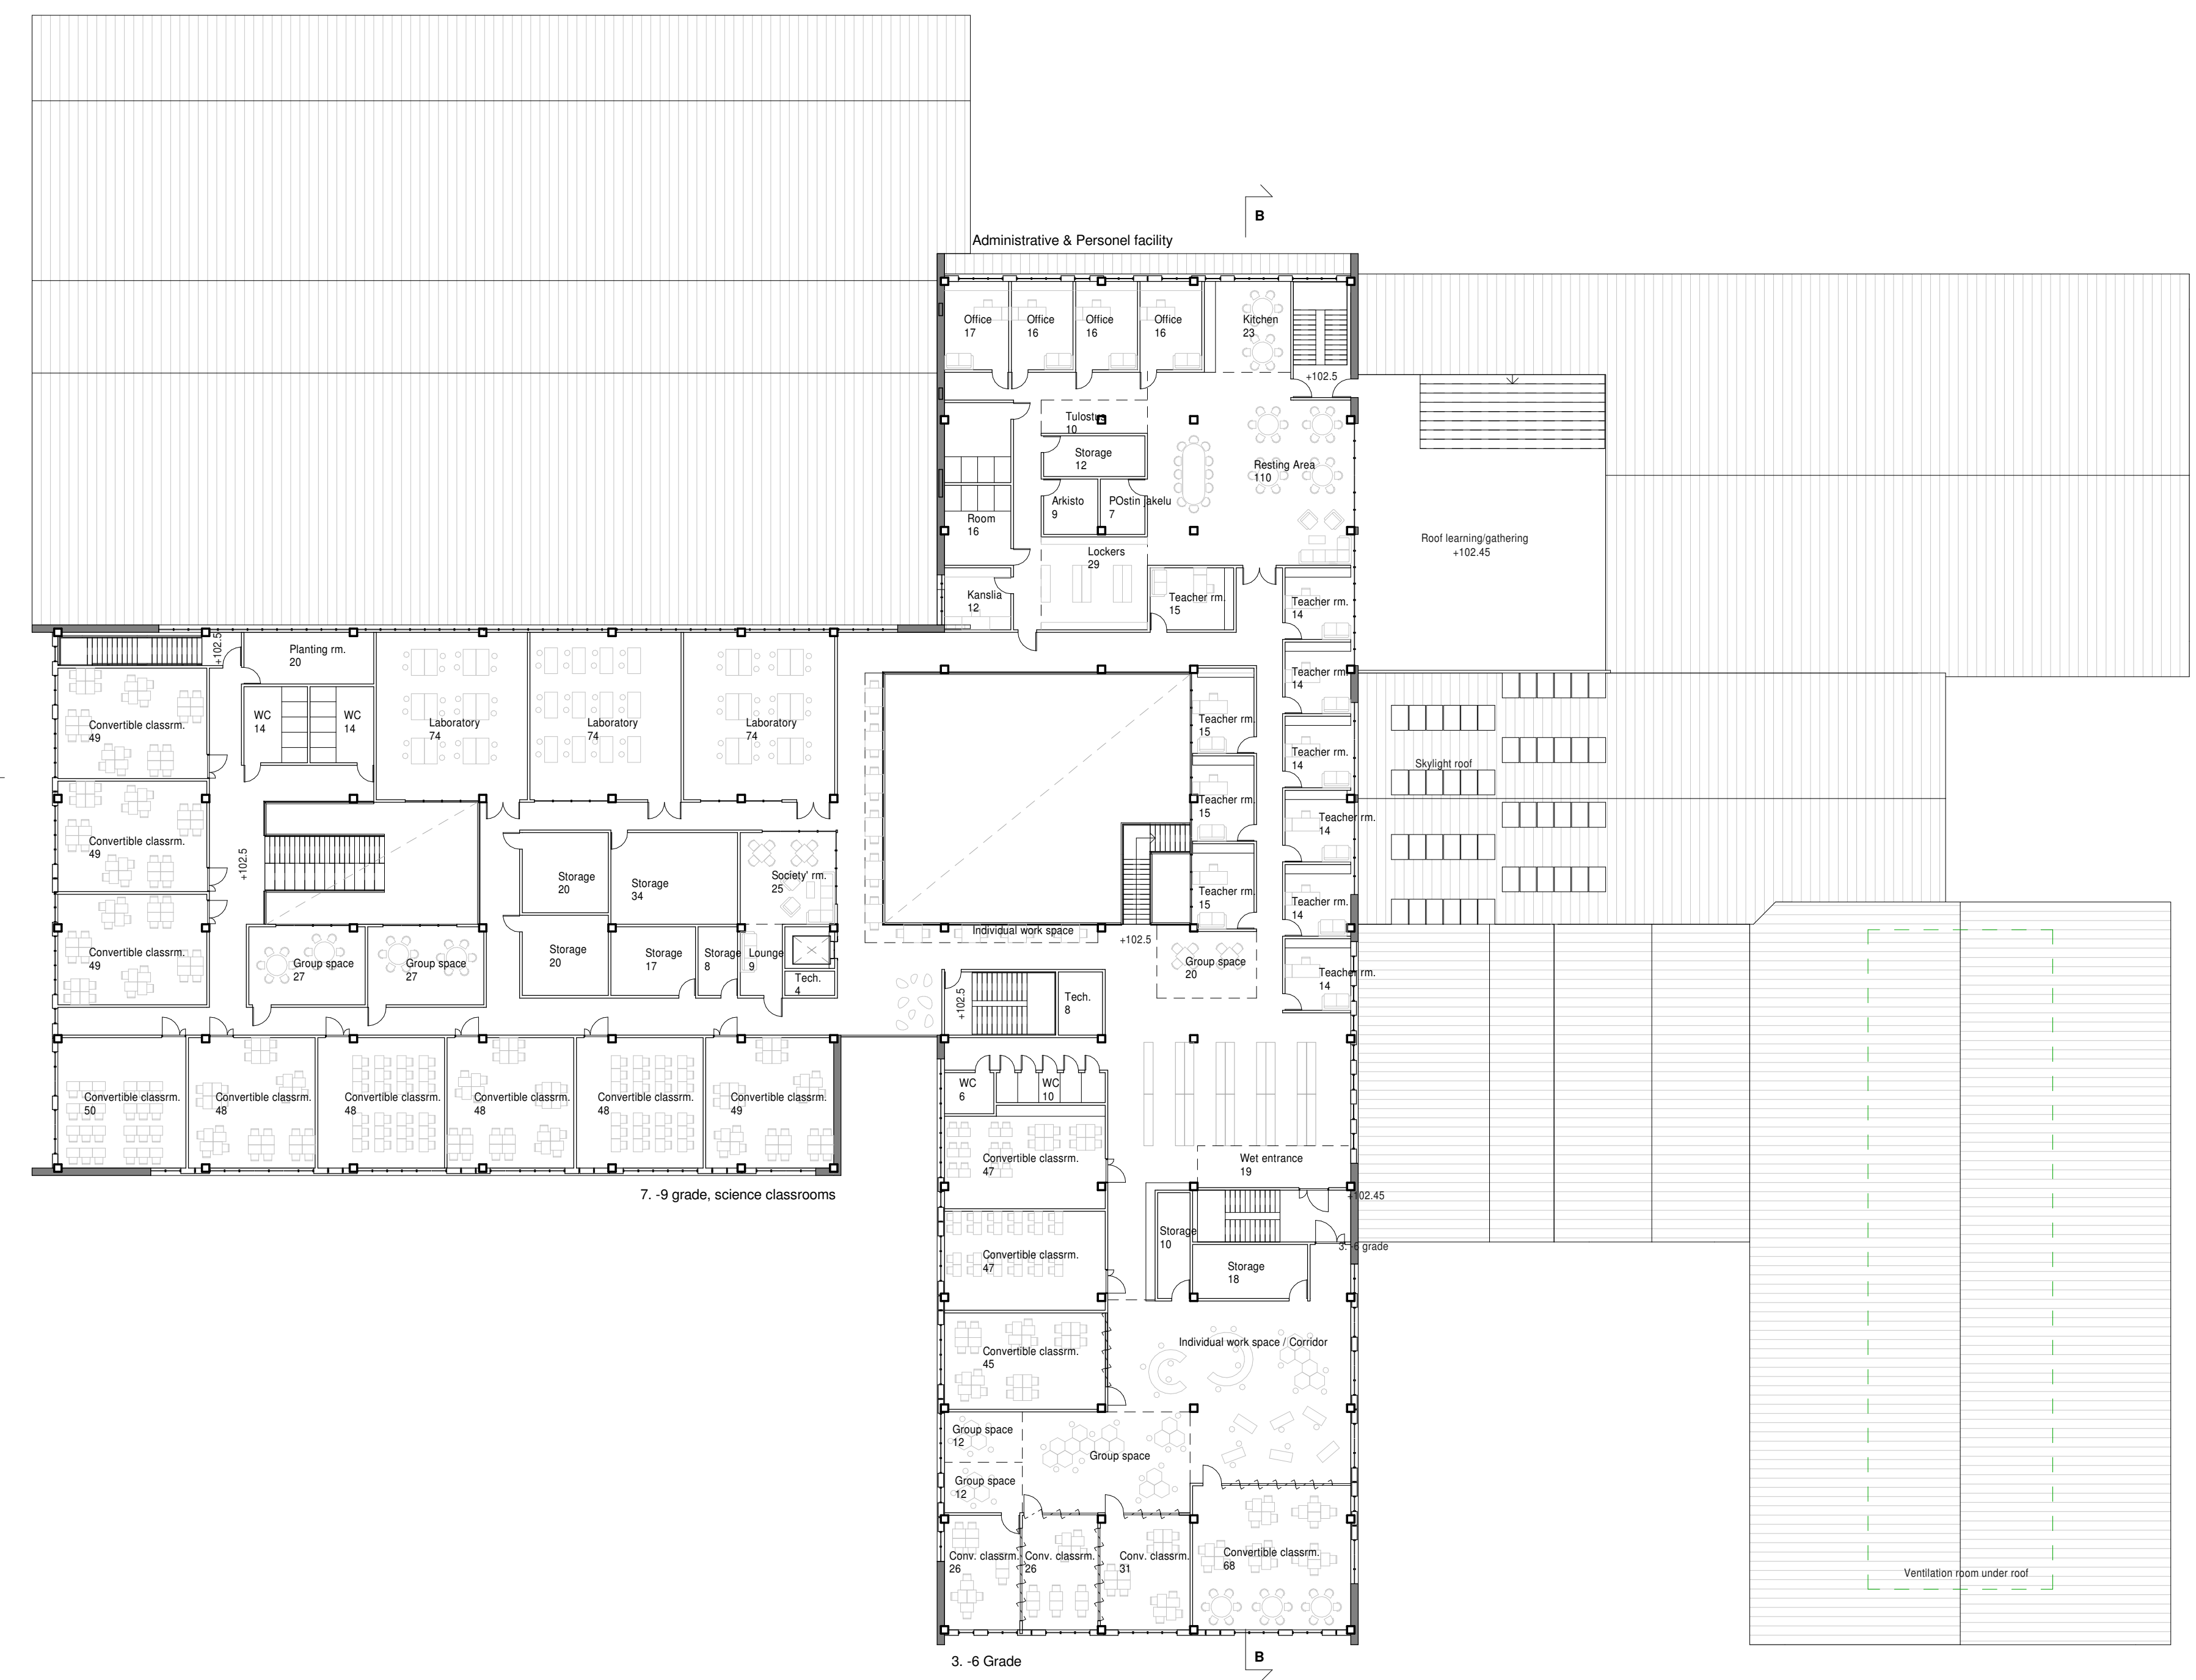 B
Administrative & Personel facility
Office
17
Office
16
Office
16
Office
16
Kitchen
23
+102.5
Tulostus
10
Storage
12
Resting Area
110
Arkisto
9
POstin jakelu
7
Room
16
Roof learning/gathering
+102.45
Lockers
29
Kanslia
12
Teacher rm.
15
Teacher rm.
14
+102.5
Planting rm.
20
Teacher rm.
14
WC
14
WC
14
Convertible classrm.
49
Laboratory
74
Laboratory
74
Laboratory
74
Teacher rm.
15
Teacher rm.
14
Skylight roof
Teacher rm.
15
Teacher rm.
14
Convertible classrm.
49
+102.5
Storage
20
Storage
34
Society' rm.
25
Teacher rm.
15
Teacher rm.
14
Individual work space
+102.5
Convertible classrm.
49
Group space
27
Group space
27
Storage
20
Storage
17
Storage
8
Lounge
9
Tech.
4
Group space
20
Teacher rm.
14
+102.5
Tech.
8
Convertible classrm.
50
Convertible classrm.
48
Convertible classrm.
48
Convertible classrm.
48
Convertible classrm.
48
Convertible classrm.
49
WC
6
WC
10
Convertible classrm.
47
Wet entrance
19
7. -9 grade, science classrooms
+102.45
Storage
10
3. -6 grade
Convertible classrm.
47
Storage
18
Individual work space / Corridor
Convertible classrm.
45
Group space
12
Group space
Group space
12
Conv. classrm.
26
Conv. classrm.
26
Conv. classrm.
31
Convertible classrm.
68
Ventilation room under roof
3. -6 Grade
B